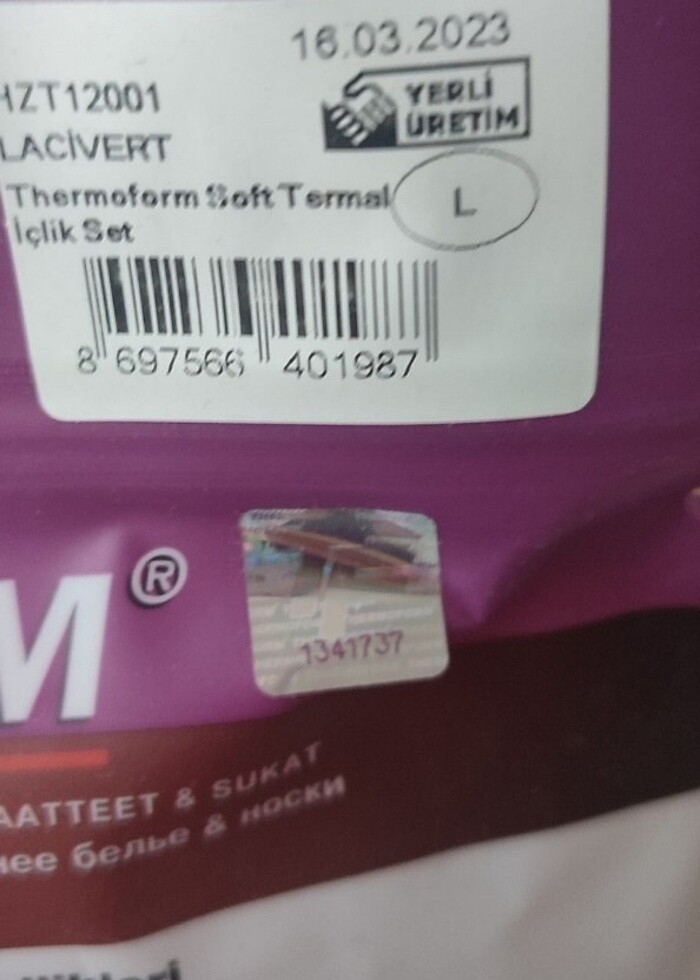 16.03.2023
HZT12001
YERLİ
ÜRETİM
LACİVERT
Thermoform Soft Termal
L
İçlik Set
8 697566 401987
M®
1341737
AATTEET & SUKAT
нее белье & носки